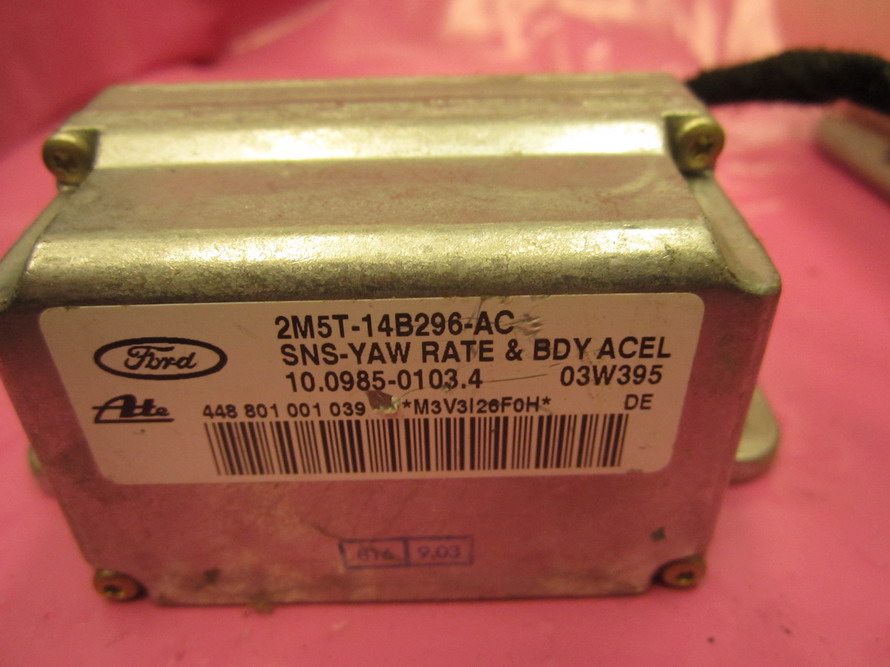 Ford
2M5T-14B296-AC
SNS-YAW RATE & BDY ACEL
10.0985-0103.4 03W395
Ate
448 801 001 039 *M3V3I26F0H* DE
9.03